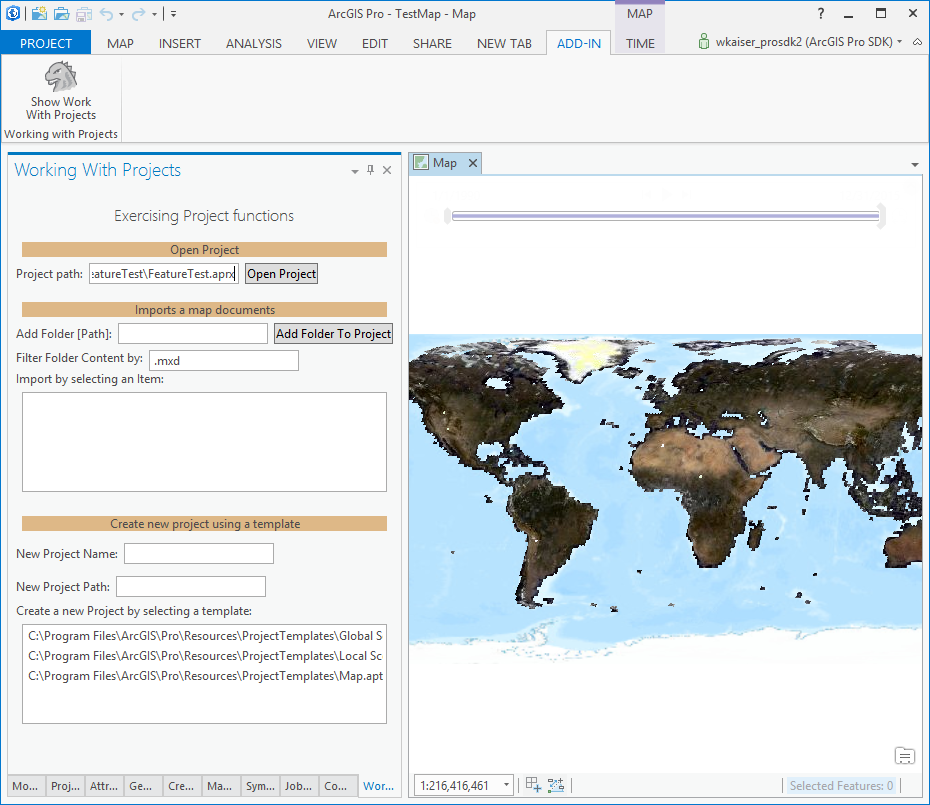 ArcGIS Pro - TestMap - Map
MAP
?
PROJECT MAP INSERT ANALYSIS VIEW EDIT SHARE NEW TAB ADD-IN TIME wkaiser_prosdk2 (ArcGIS Pro SDK)
Show Work
With Projects
Working with Projects
Working With Projects
Exercising Project functions
Open Project
Project path: eatureTest\FeatureTest.aprx Open Project
Imports a map documents
Add Folder [Path]: Add Folder To Project
Filter Folder Content by: .mxd
Import by selecting an Item:
Create new project using a template
New Project Name:
New Project Path:
Create a new Project by selecting a template:
C:\Program Files\ArcGIS\Pro\Resources\ProjectTemplates\Global S
C:\Program Files\ArcGIS\Pro\Resources\ProjectTemplates\Local Sc
C:\Program Files\ArcGIS\Pro\Resources\ProjectTemplates\Map.apt
Mo... Proj... Attr... Ge... Cre... Ma... Sym... Job... Co... Wor...
Map
1:216,416,461
Selected Features: 0